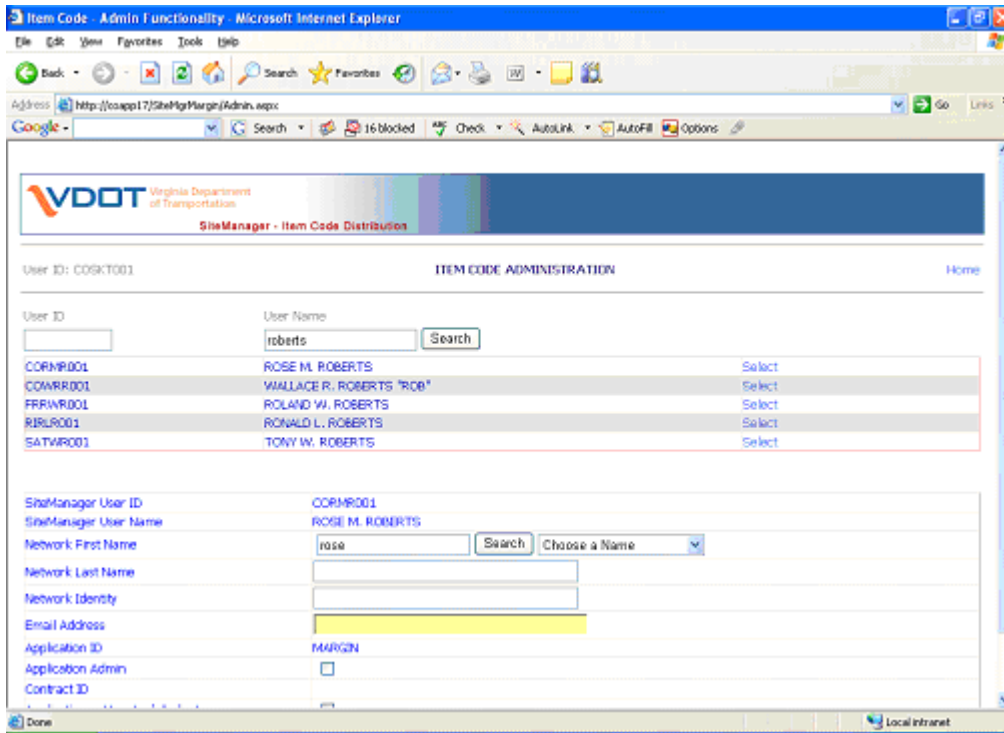 Item Code - Admin Functionality - Microsoft Internet Explorer
File Edit View Favorites Tools Help
Back Search Favorites
Address http://coapp17/SiteMgrMargin/Admin.aspx Go Links
Google Search 16 blocked Check AutoLink AutoFill Options
VDOT Virginia Department
of Transportation
SiteManager - Item Code Distribution
User ID: COSKT001 ITEM CODE ADMINISTRATION Home
User ID User Name
roberts Search
CORMR001 ROSE M. ROBERTS Select
COWRR001 WALLACE R. ROBERTS "ROB" Select
FRRWR001 ROLAND W. ROBERTS Select
RIRLR001 RONALD L. ROBERTS Select
SATWR001 TONY W. ROBERTS Select
SiteManager User ID CORMR001
SiteManager User Name ROSE M. ROBERTS
Network First Name rose Search Choose a Name
Network Last Name
Network Identity
Email Address
Application ID MARGIN
Application Admin
Contract ID
Done Local intranet